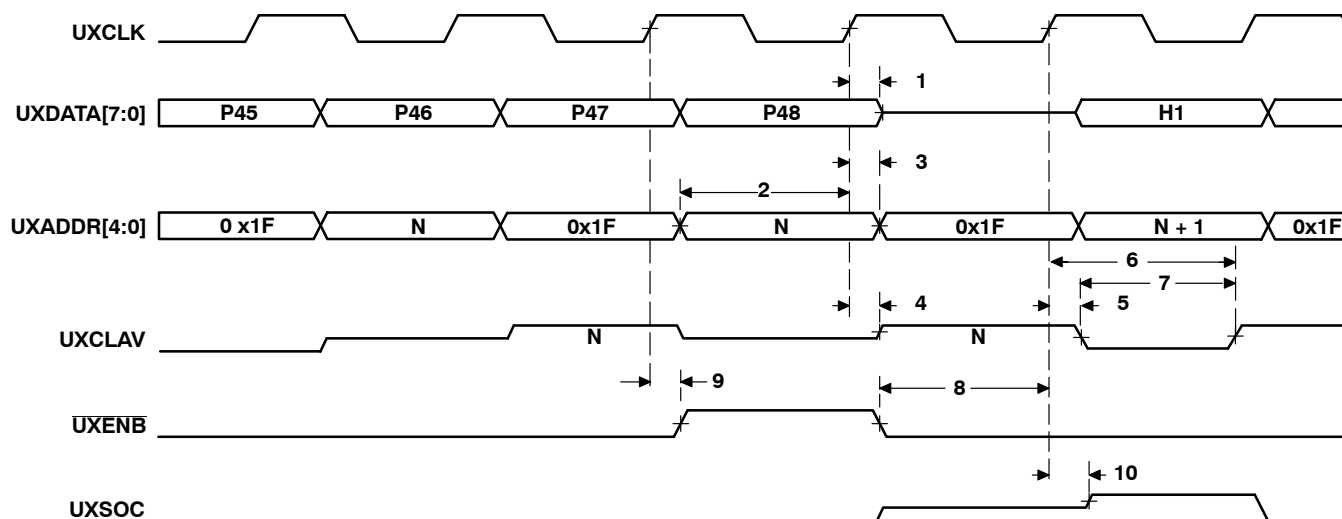 UXCLK
1
UXDATA[7:0] P45 P46 P47 P48 H1
3
2
UXADDR[4:0] 0 x1F N 0x1F N 0x1F N + 1 0x1F
6
7
4 5
UXCLAV N N
9 8
UXENB
10
UXSOC